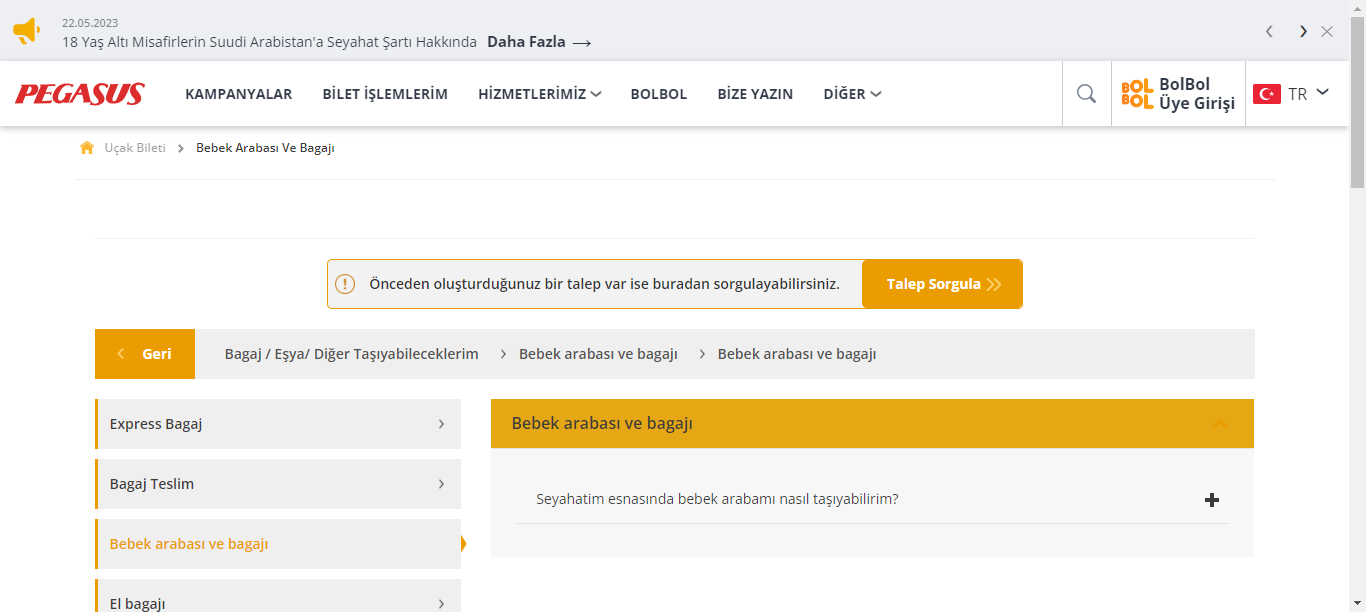 22.05.2023
18 Yaş Altı Misafirlerin Suudi Arabistan'a Seyahat Şartı Hakkında Daha Fazla
PEGASUS KAMPANYALAR BİLET İŞLEMLERİM HİZMETLERİMİZ BOLBOL BİZE YAZIN DİĞER BOL BOL BolBol Üye Girişi TR
Uçak Bileti Bebek Arabası Ve Bagajı
Önceden oluşturduğunuz bir talep var ise buradan sorgulayabilirsiniz. Talep Sorgula
Geri Bagaj / Eşya/ Diğer Taşıyabileceklerim Bebek arabası ve bagajı Bebek arabası ve bagajı
Express Bagaj
Bagaj Teslim
Bebek arabası ve bagajı
El bagajı
Bebek arabası ve bagajı
Seyahatim esnasında bebek arabamı nasıl taşıyabilirim?